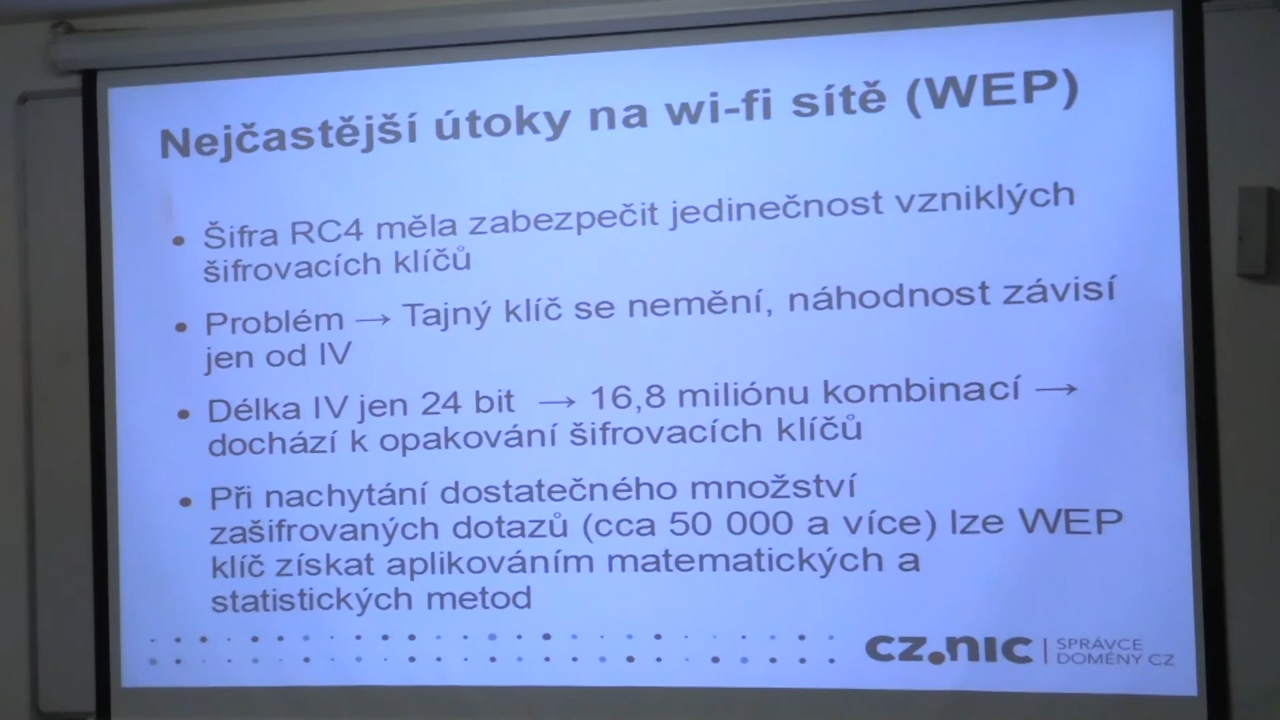 Nejčastější útoky na wi-fi sítě (WEP)
• Šifra RC4 měla zabezpečit jedinečnost vzniklých
šifrovacích klíčů
• Problém → Tajný klíč se nemění, náhodnost závisí
jen od IV
• Délka IV jen 24 bit → 16,8 miliónu kombinací →
dochází k opakování šifrovacích klíčů
• Při nachytání dostatečného množství
zašifrovaných dotazů (cca 50 000 a více) lze WEP
klíč získat aplikováním matematických a
statistických metod
cz.nic | SPRÁVCE
DOMÉNY CZ